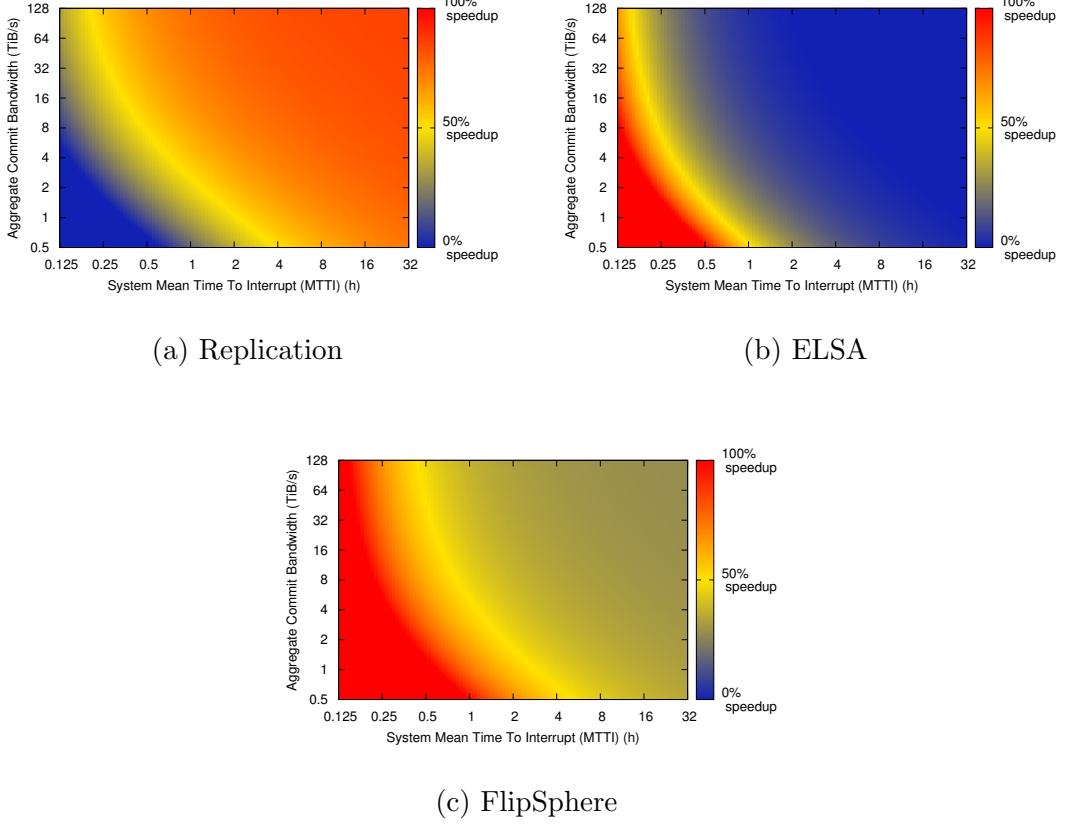 100%
speedup
50%
speedup
0%
speedup
128
64
32
16
8
4
2
1
0.5
Aggregate Commit Bandwidth (TiB/s)
0.125 0.25 0.5 1 2 4 8 16 32
System Mean Time To Interrupt (MTTI) (h)
(a) Replication
100%
speedup
50%
speedup
0%
speedup
128
64
32
16
8
4
2
1
0.5
Aggregate Commit Bandwidth (TiB/s)
0.125 0.25 0.5 1 2 4 8 16 32
System Mean Time To Interrupt (MTTI) (h)
(b) ELSA
100%
speedup
50%
speedup
0%
speedup
128
64
32
16
8
4
2
1
0.5
Aggregate Commit Bandwidth (TiB/s)
0.125 0.25 0.5 1 2 4 8 16 32
System Mean Time To Interrupt (MTTI) (h)
(c) FlipSphere